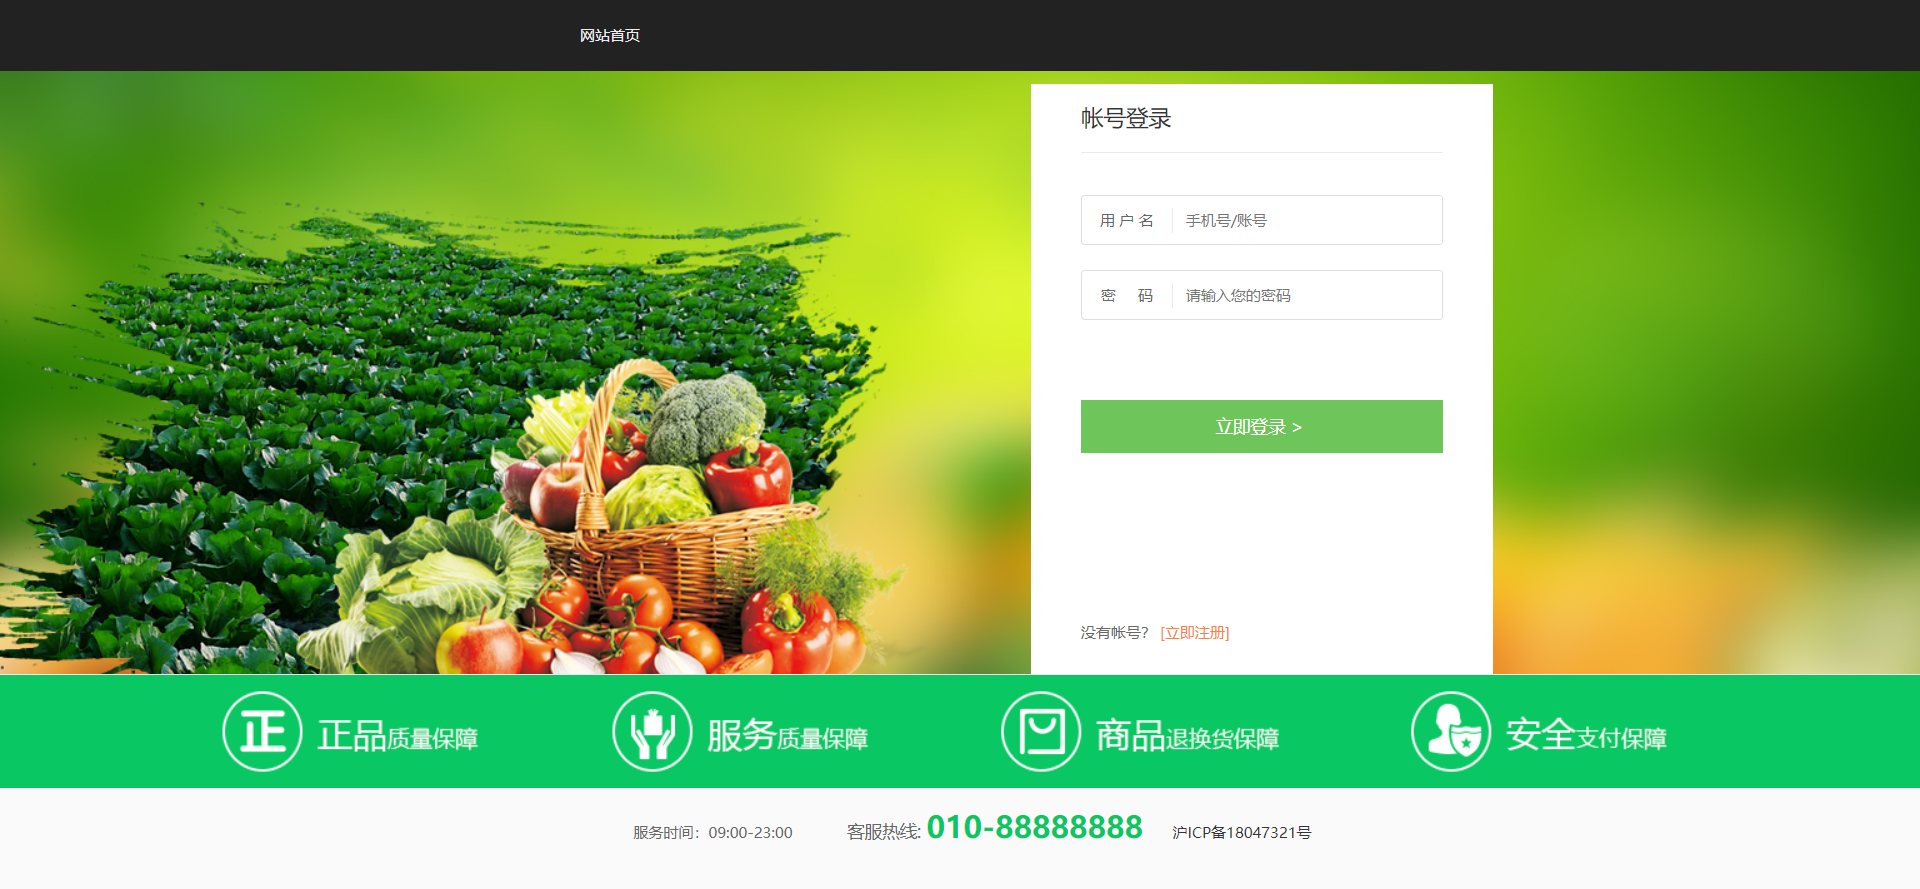 网站首页
帐号登录
用 户 名 手机号/账号
密 码 请输入您的密码
立即登录 >
没有帐号? [立即注册]
正 正品质量保障 服务质量保障 商品退换货保障 安全支付保障
服务时间：09:00-23:00 客服热线: 010-88888888 沪ICP备18047321号